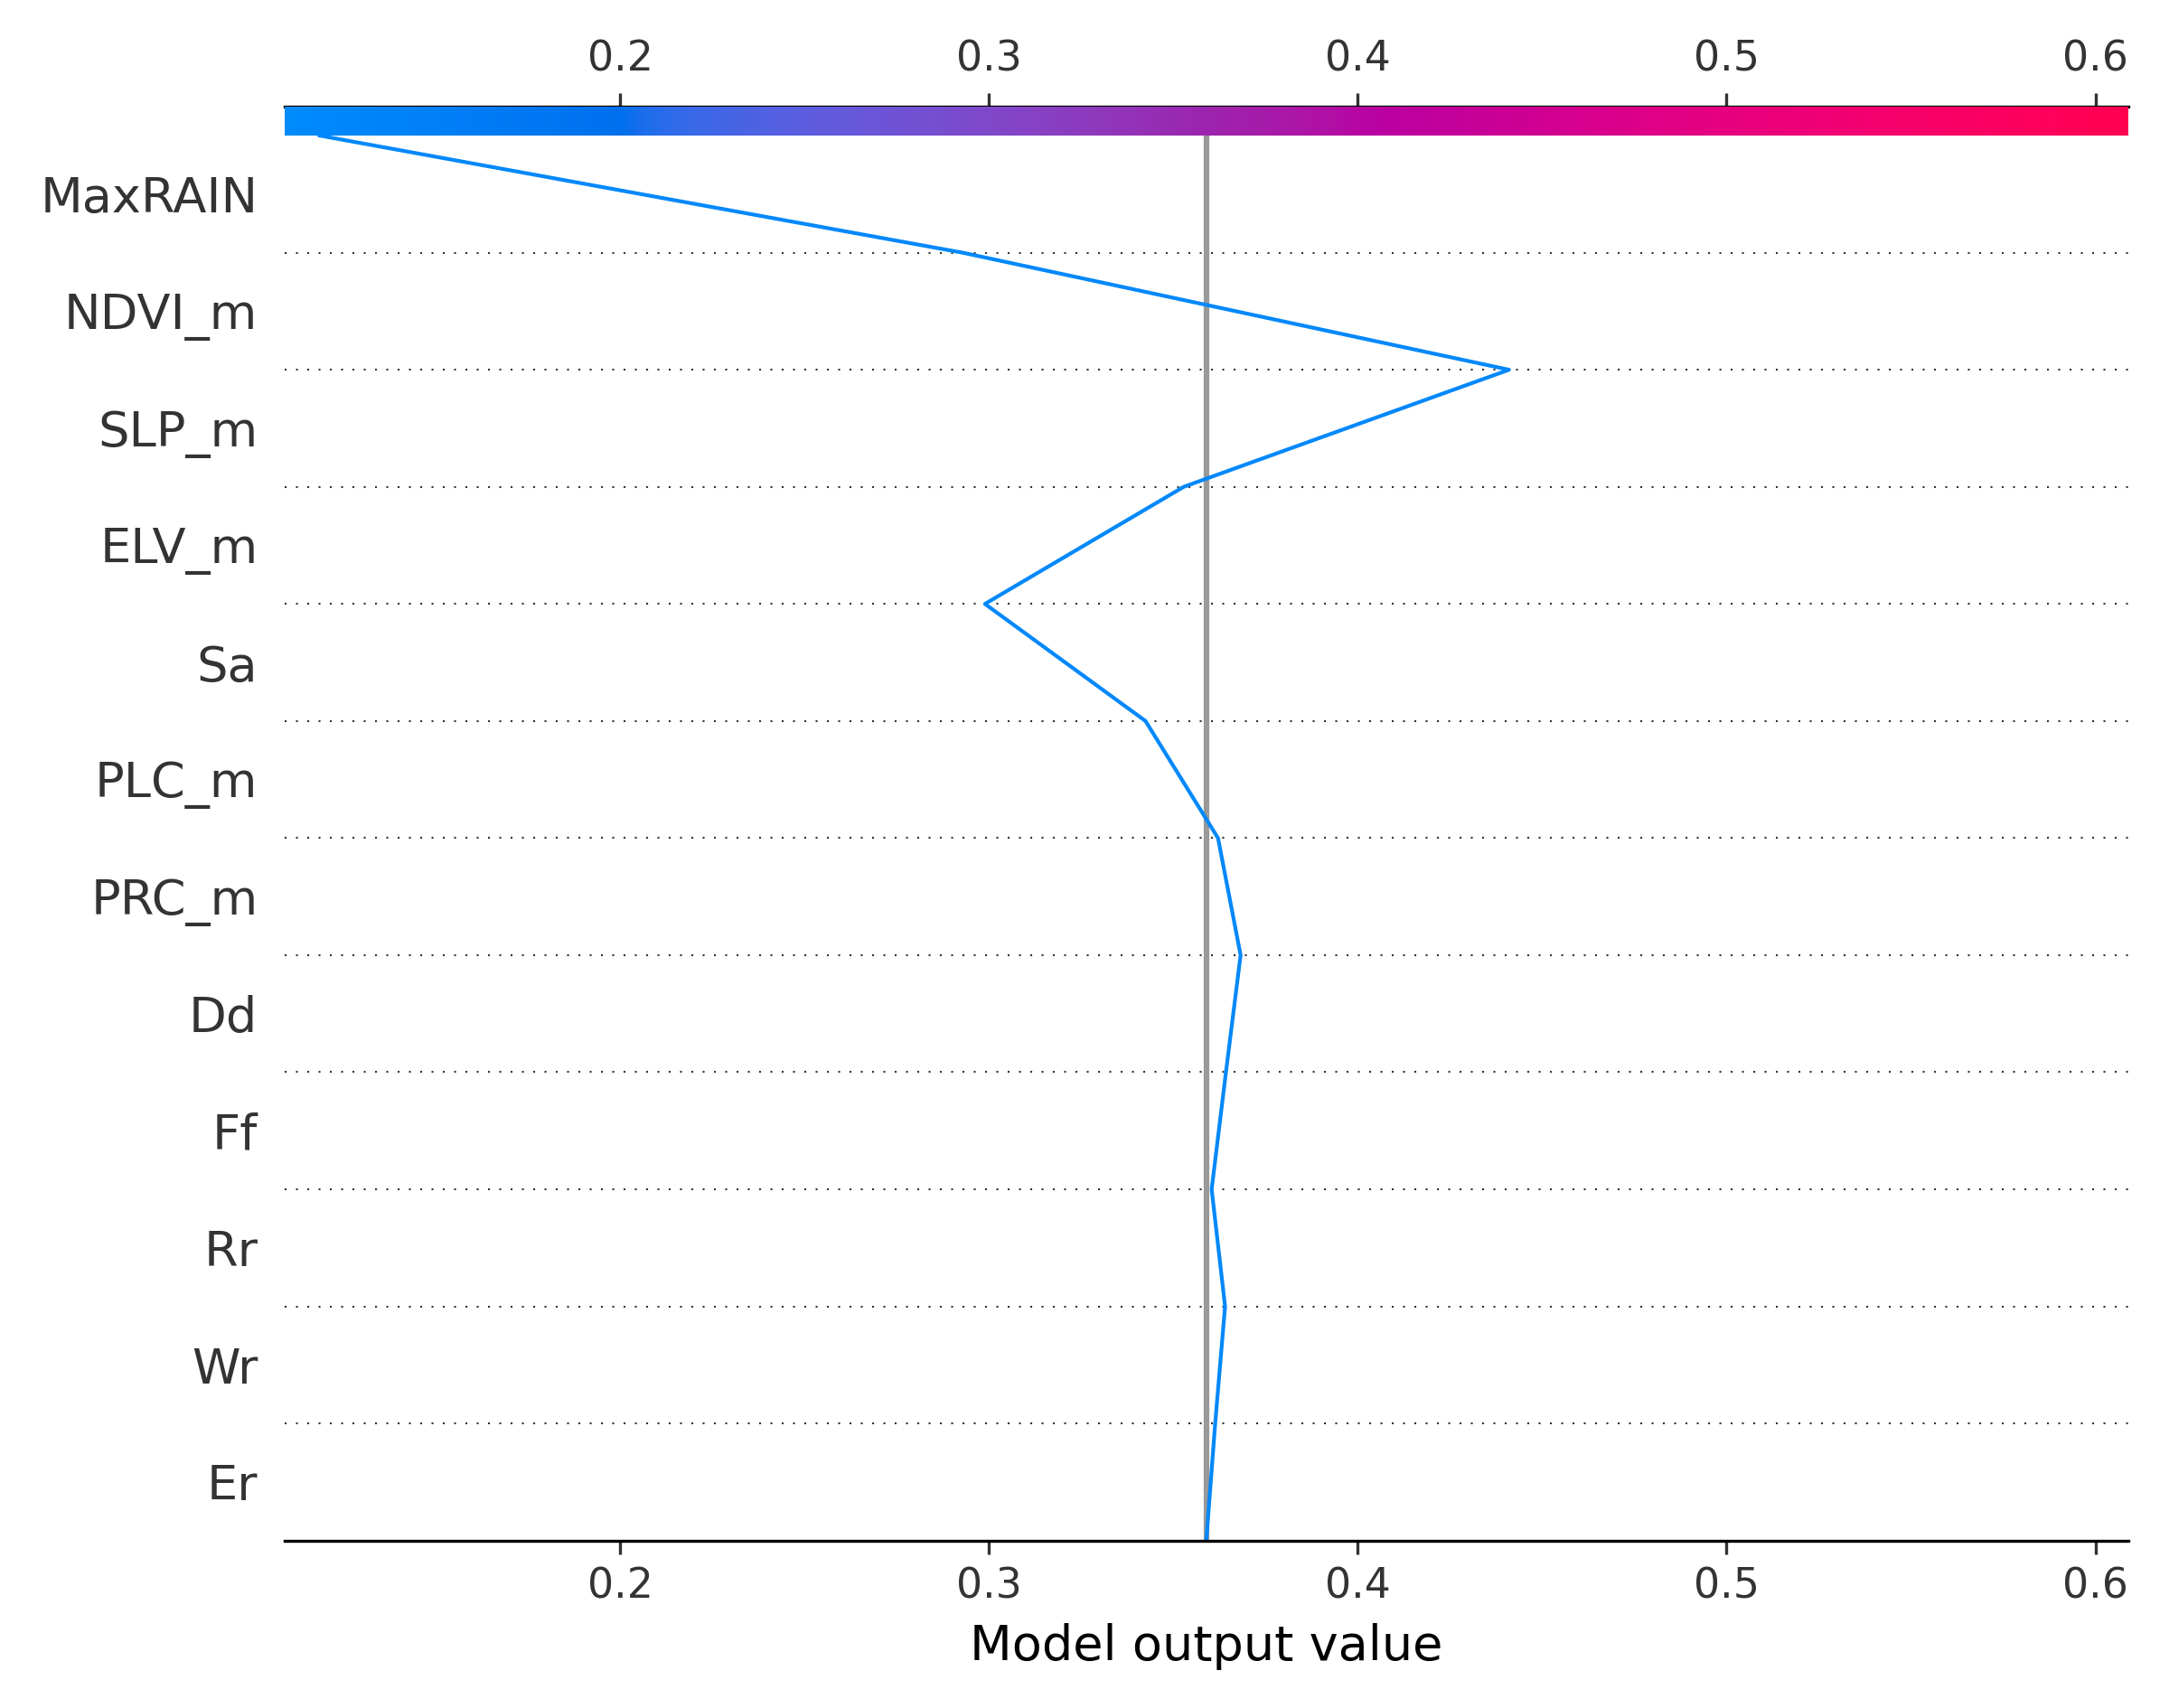 0.2 0.3 0.4 0.5 0.6
MaxRAIN
NDVI_m
SLP_m
ELV_m
Sa
PLC_m
PRC_m
Dd
Ff
Rr
Wr
Er
0.2 0.3 0.4 0.5 0.6
Model output value